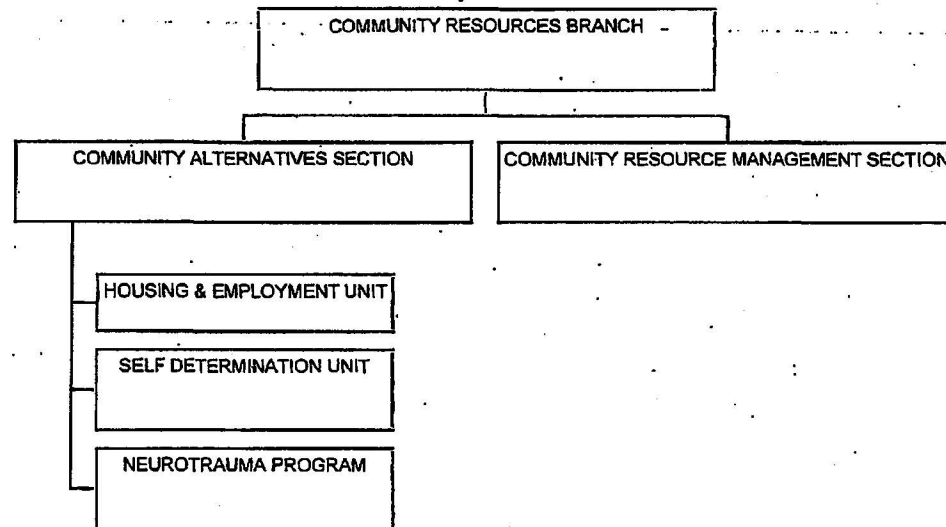 COMMUNITY RESOURCES BRANCH
COMMUNITY ALTERNATIVES SECTION
COMMUNITY RESOURCE MANAGEMENT SECTION
HOUSING & EMPLOYMENT UNIT
SELF DETERMINATION UNIT
NEUROTRAUMA PROGRAM